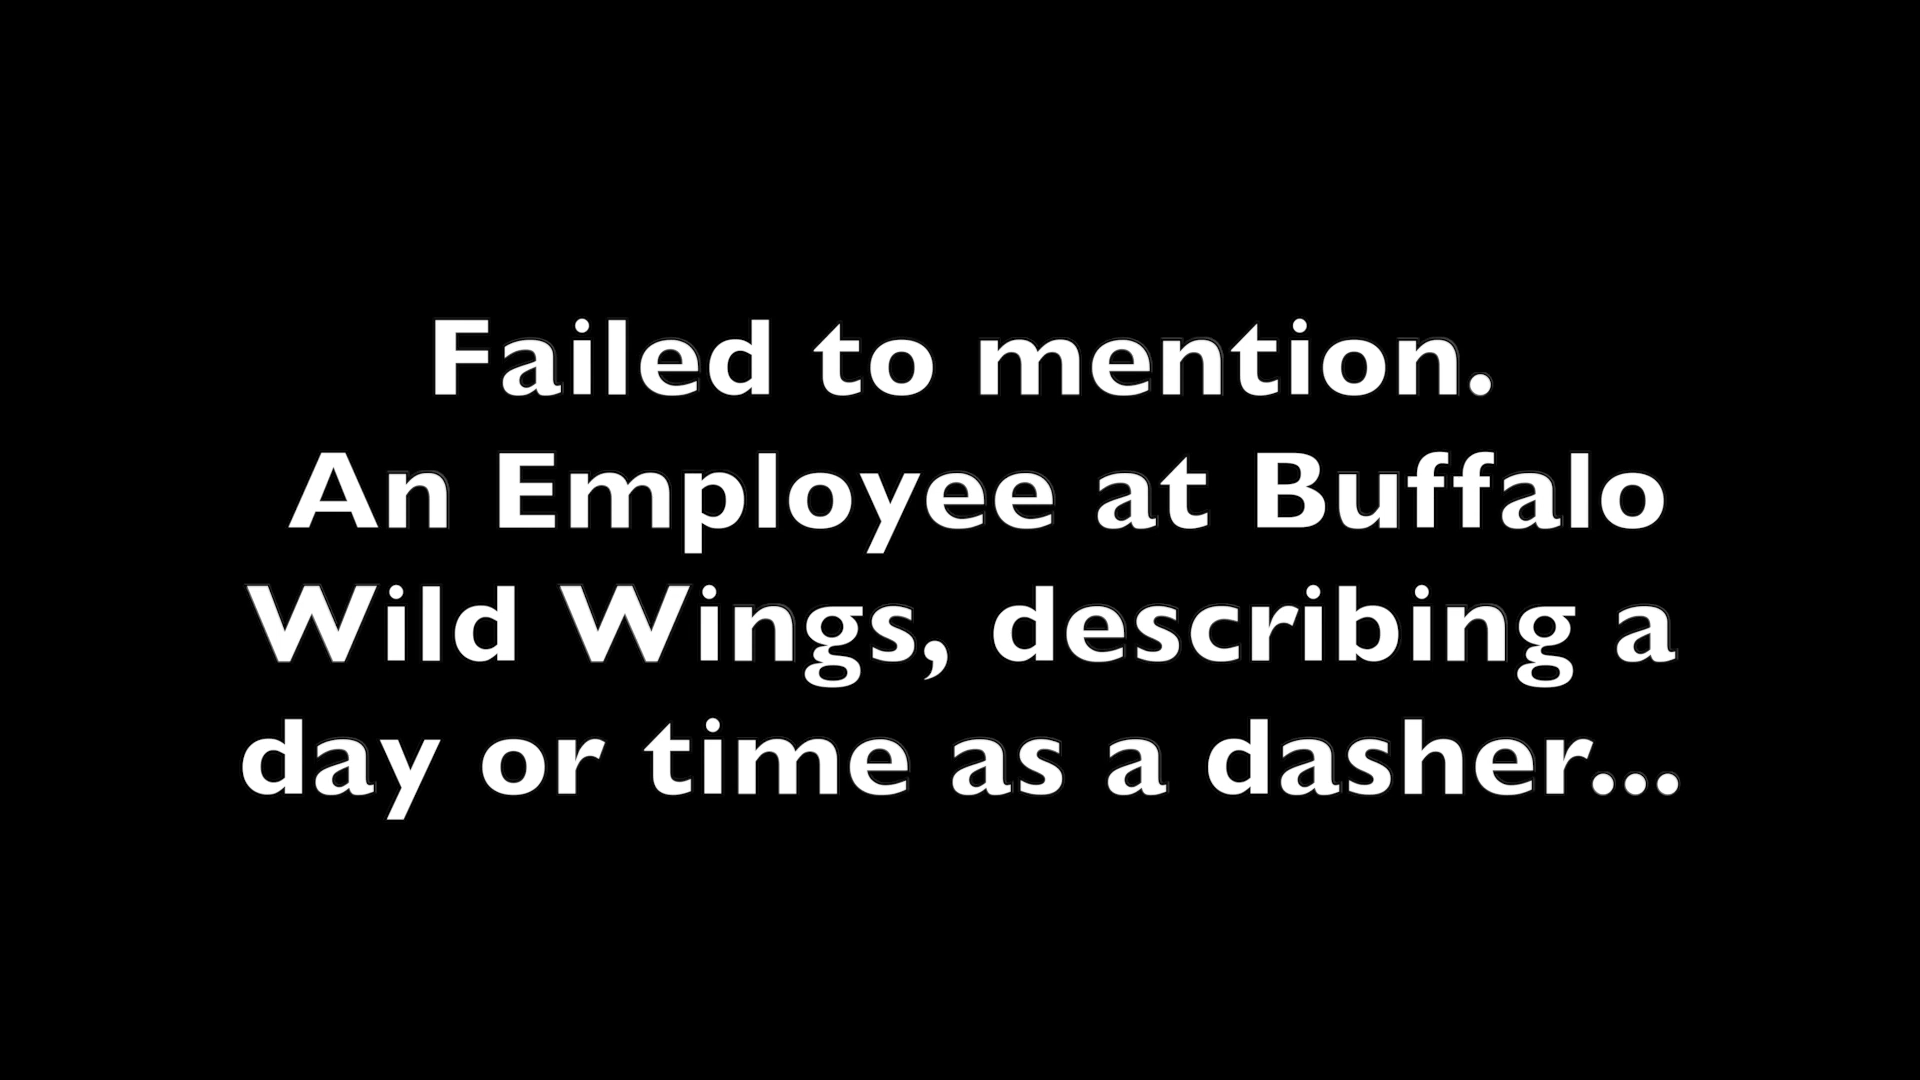 Failed to mention.
An Employee at Buffalo
Wild Wings, describing a
day or time as a dasher...